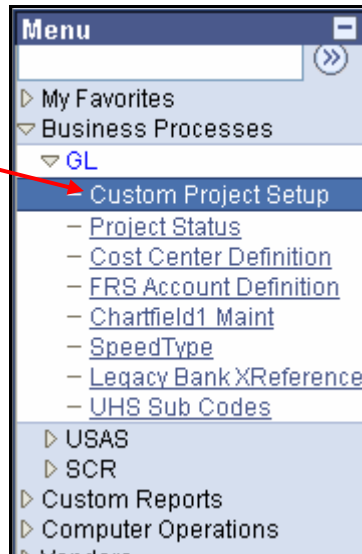 Menu
My Favorites
Business Processes
GL
Custom Project Setup
Project Status
Cost Center Definition
FRS Account Definition
Chartfield1 Maint
SpeedType
Legacy Bank XReference
UHS Sub Codes
USAS
SCR
Custom Reports
Computer Operations
Vendors